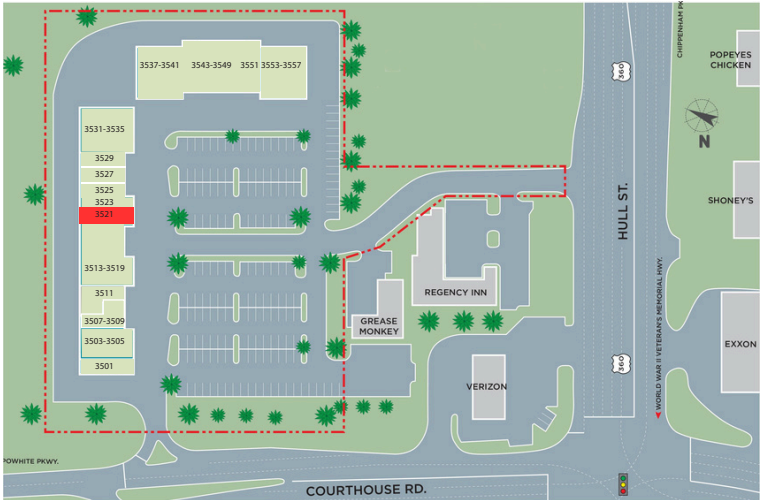 CHIPPENHAM PK
POPEYES
CHICKEN
3537-3541
3543-3549
3551
3553-3557
360
3531-3535
N
3529
3527
3525
3523
3521
SHONEY'S
HULL ST.
3513-3519
3511
REGENCY INN
3507-3509
GREASE
MONKEY
3503-3505
EXXON
3501
360
VERIZON
WORLD WAR II VETERAN'S MEMORIAL HWY.
POWHITE PKWY.
COURTHOUSE RD.